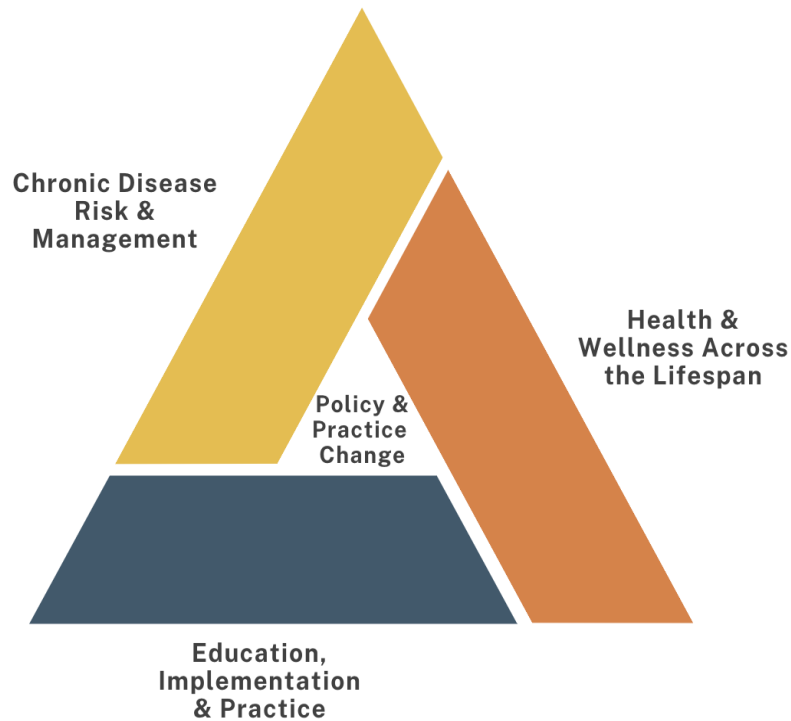 Chronic Disease
Risk &
Management
Health &
Wellness Across
the Lifespan
Policy &
Practice
Change
Education,
Implementation
& Practice